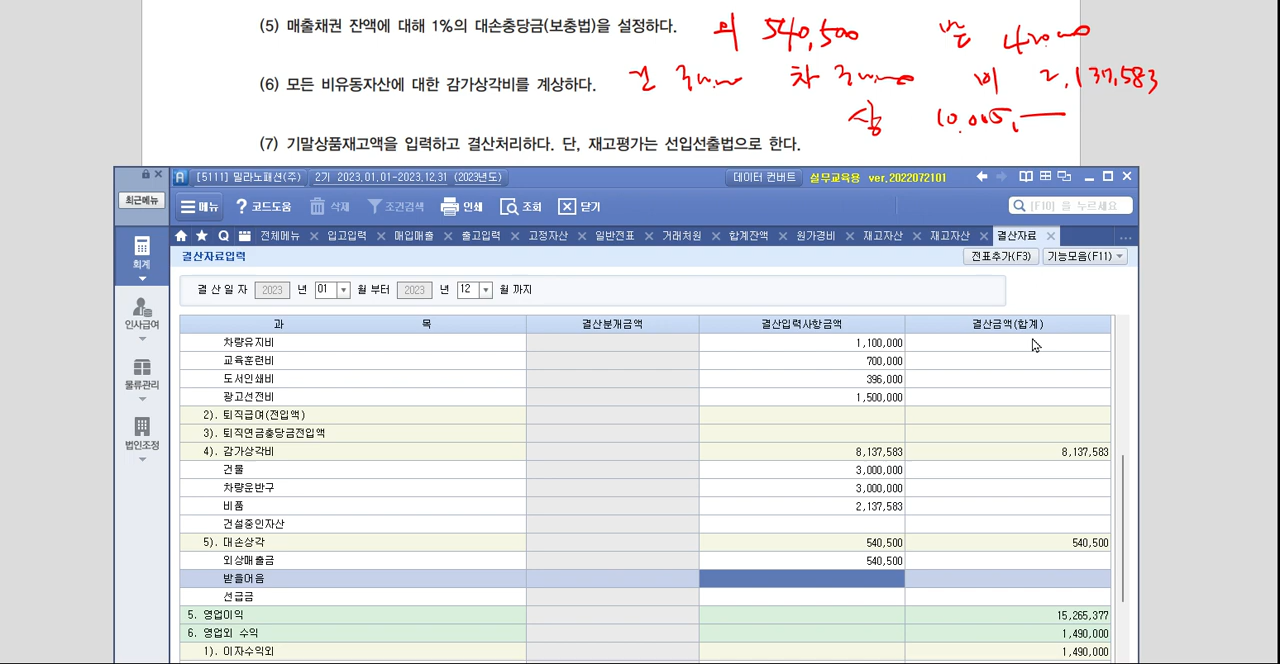 (5) 매출채권 잔액에 대해 1%의 대손충당금(보충법)을 설정하다.
외 540,500 받
(6) 모든 비유동자산에 대한 감가상각비를 계상하다.
건 차 비 2,137,583
상 10.005,
(7) 기말상품재고액을 입력하고 결산처리하다. 단, 재고평가는 선입선출법으로 한다.
[5111] 밀라노패션(주) 2기 2023.01.01~2023.12.31 (2023년도) 데이터 컨버트 실무교육용 ver.2022072101
최근메뉴
메뉴 ? 코드도움 삭제 조건검색 인쇄 조회 닫기 [F10] 을 누르세요
전체메뉴 입고입력 매입매출 출고입력 고정자산 일반전표 거래처원 합계잔액 원가경비 재고자산 재고자산 결산자료 ...
회계
인사급여
물류관리
법인조정
결산자료입력 전표추가(F3) 기능모음(F11)
결 산 일 자 2023 년 01 월 부터 2023 년 12 월 까지
과 목 결산분개금액 결산입력사항금액 결산금액(합계)
차량유지비 1,100,000
교육훈련비 700,000
도서인쇄비 396,000
광고선전비 1,500,000
2). 퇴직급여(전입액)
3). 퇴직연금충당금전입액
4). 감가상각비 8,137,583 8,137,583
건물 3,000,000
차량운반구 3,000,000
비품 2,137,583
건설중인자산
5). 대손상각 540,500 540,500
외상매출금 540,500
받을어음
선급금
5. 영업이익 15,265,377
6. 영업외 수익 1,490,000
1). 이자수익외 1,490,000